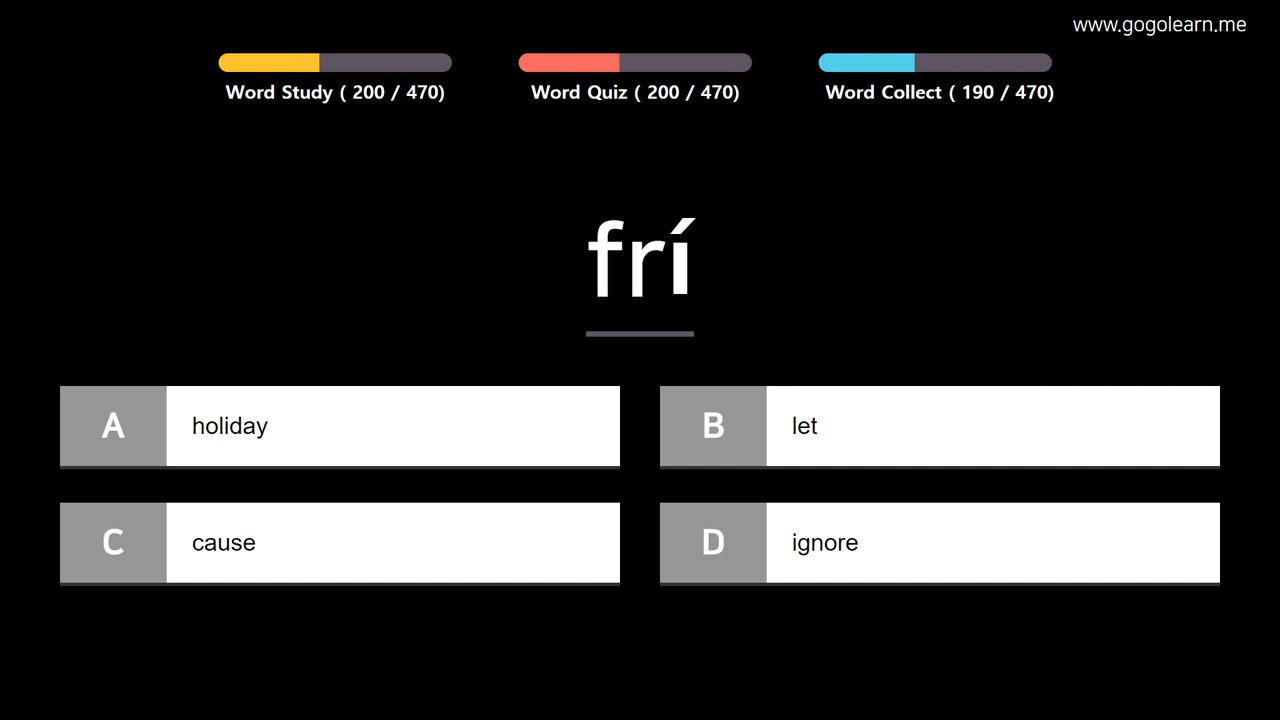 www.gogolearn.me
Word Study ( 200 / 470)
Word Quiz ( 200 / 470)
Word Collect ( 190 / 470)
frí
A holiday
B let
C cause
D ignore